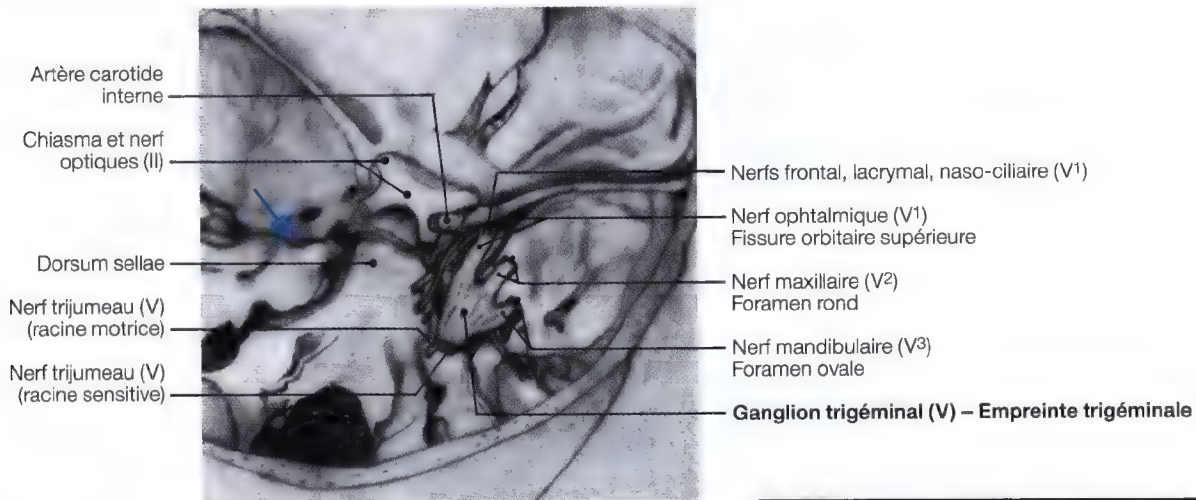 Artère carotide
interne
Chiasma et nerf
optiques (II)
Dorsum sellae
Nerf trijumeau (V)
(racine motrice)
Nerf trijumeau (V)
(racine sensitive)
Nerfs frontal, lacrymal, naso-ciliaire (V¹)
Nerf ophtalmique (V¹)
Fissure orbitaire supérieure
Nerf maxillaire (V²)
Foramen rond
Nerf mandibulaire (V³)
Foramen ovale
Ganglion trigéminal (V) – Empreinte trigéminale